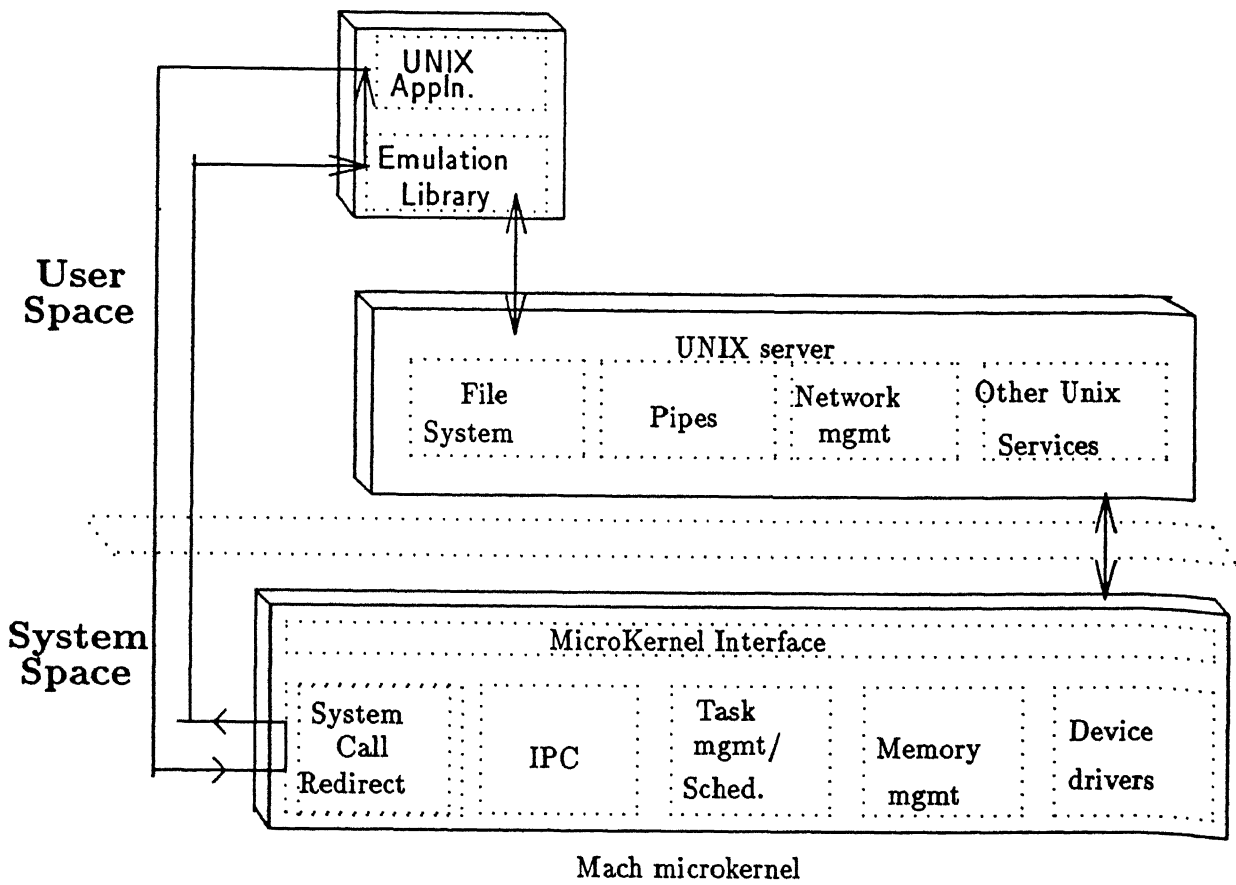 UNIX
Appln.
Emulation
Library
User
Space
UNIX server
File
System
Pipes
Network
mgmt
Other Unix
Services
System
Space
MicroKernel Interface
System
Call
Redirect
IPC
Task
mgmt/
Sched.
Memory
mgmt
Device
drivers
Mach microkernel